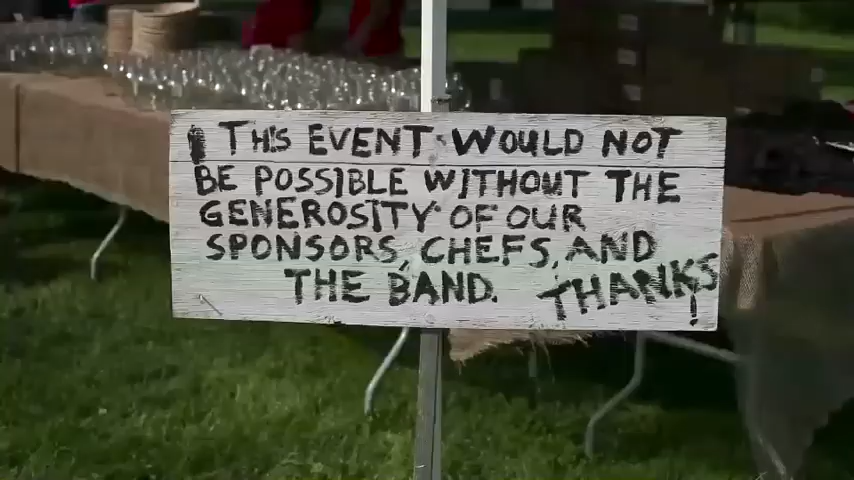 THIS EVENT WOULD NOT
BE POSSIBLE WITHOUT THE
GENEROSITY OF OUR
SPONSORS, CHEFS, AND
THE BAND. THANKS!